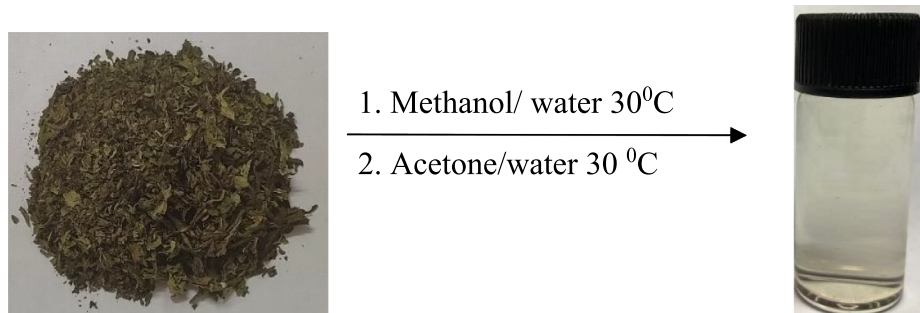 1. Methanol/ water 30⁰C
2. Acetone/water 30 ⁰C